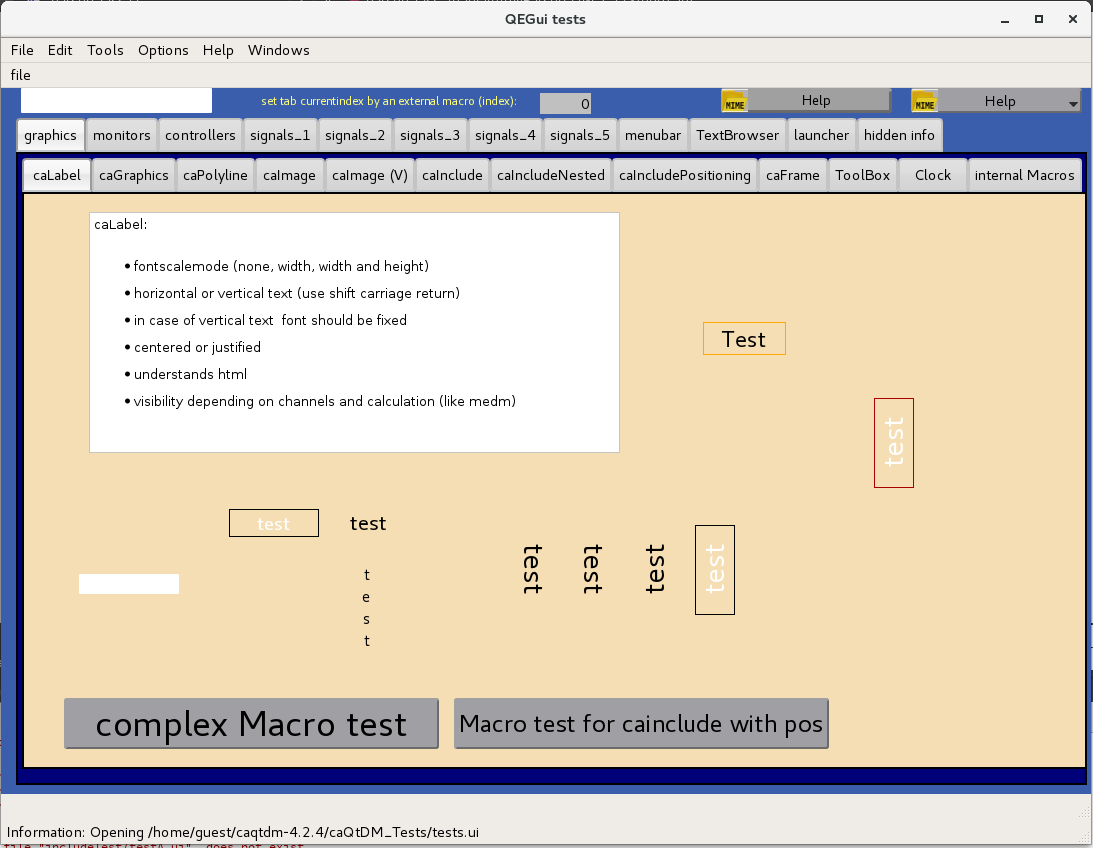 QEGui tests
File Edit Tools Options Help Windows
file
set tab currentindex by an external macro (index): 0 MIME Help MIME Help
graphics monitors controllers signals_1 signals_2 signals_3 signals_4 signals_5 menubar TextBrowser launcher hidden info
caLabel caGraphics caPolyline caImage caImage (V) caInclude caIncludeNested caIncludePositioning caFrame ToolBox Clock internal Macros
caLabel:
• fontscalemode (none, width, width and height)
• horizontal or vertical text (use shift carriage return)
• in case of vertical text font should be fixed
• centered or justified
• understands html
• visibility depending on channels and calculation (like medm)
Test
test
test test
test test test test
t
e
s
t
complex Macro test Macro test for cainclude with pos
Information: Opening /home/guest/caqtdm-4.2.4/caQtDM_Tests/tests.ui